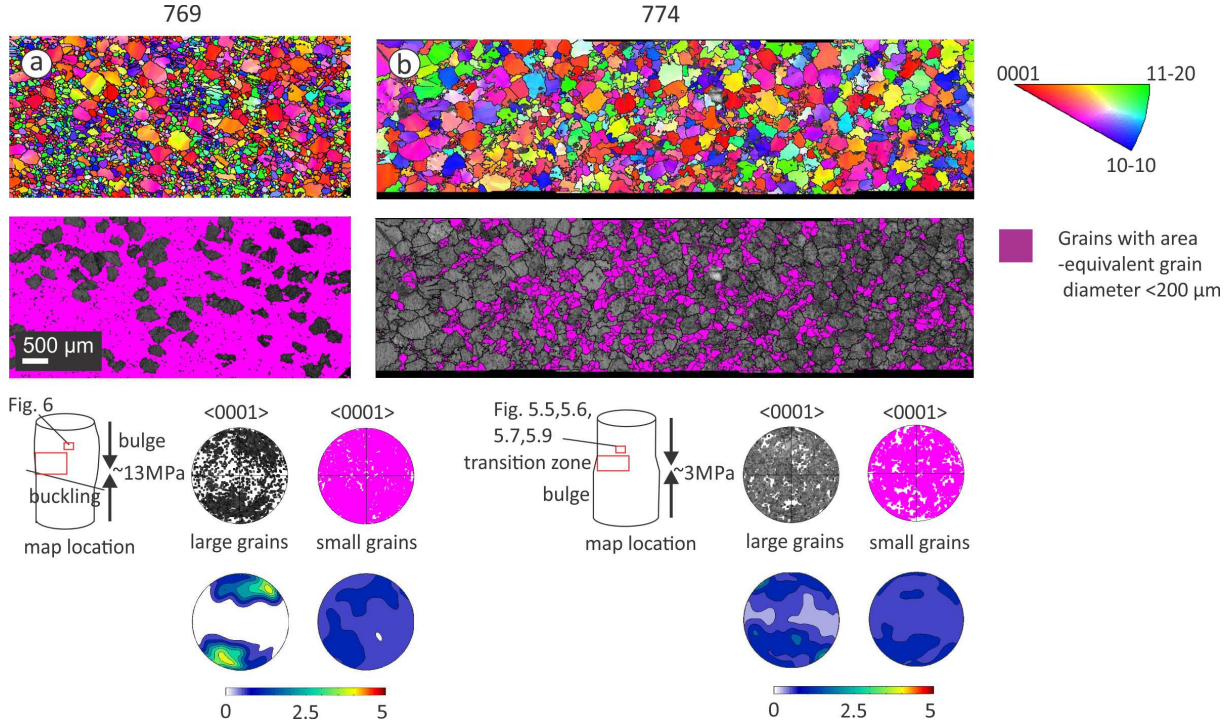 769
774
a
b
0001
11-20
10-10
500 µm
Grains with area
-equivalent grain
diameter <200 µm
Fig. 6
bulge
~13MPa
buckling
map location
<0001>
<0001>
large grains
small grains
Fig. 5.5,5.6,
5.7,5.9
transition zone
bulge
~3MPa
map location
<0001>
<0001>
large grains
small grains
0
2.5
5
0
2.5
5